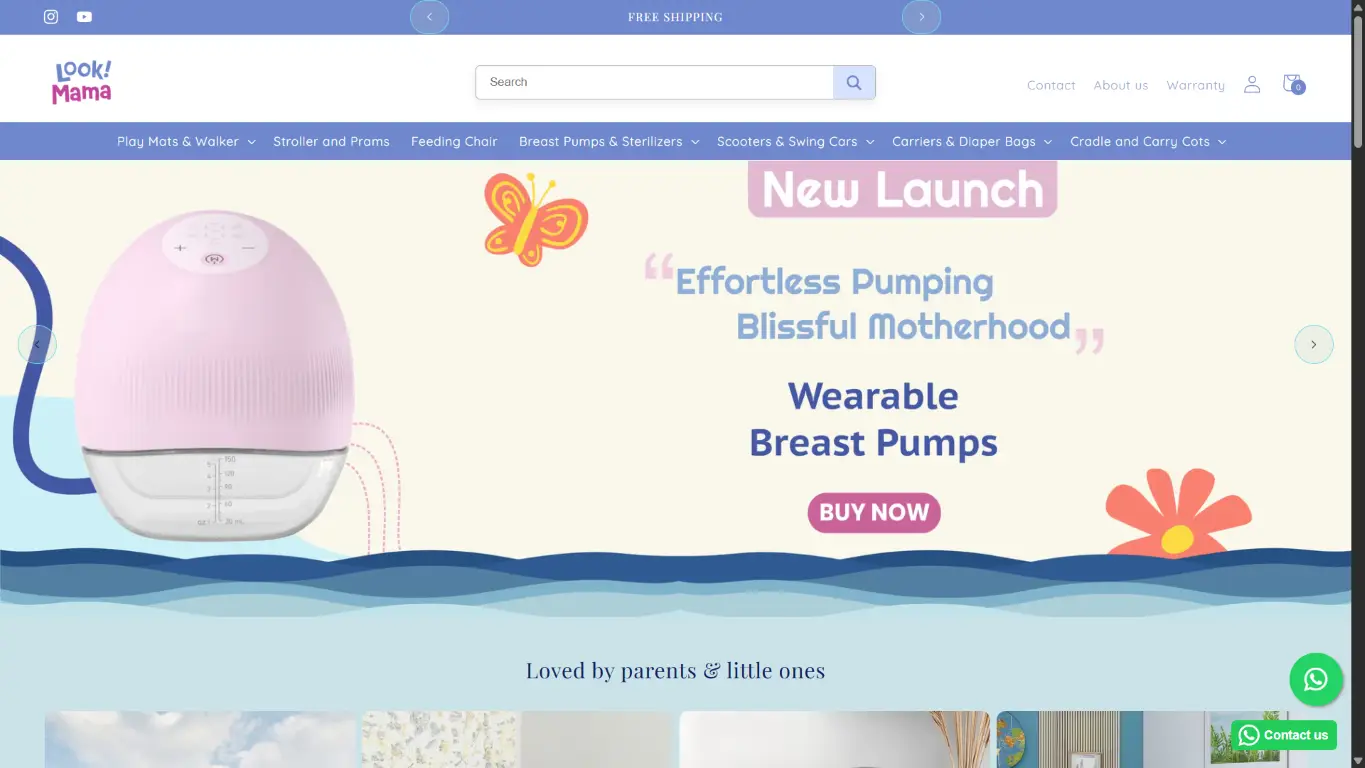 FREE SHIPPING
Look!
Mama
Search
Contact
About us
Warranty
0
Play Mats & Walker
Stroller and Prams
Feeding Chair
Breast Pumps & Sterilizers
Scooters & Swing Cars
Carriers & Diaper Bags
Cradle and Carry Cots
New Launch
“Effortless Pumping
Blissful Motherhood”
Wearable
Breast Pumps
BUY NOW
150
Loved by parents & little ones
Contact us